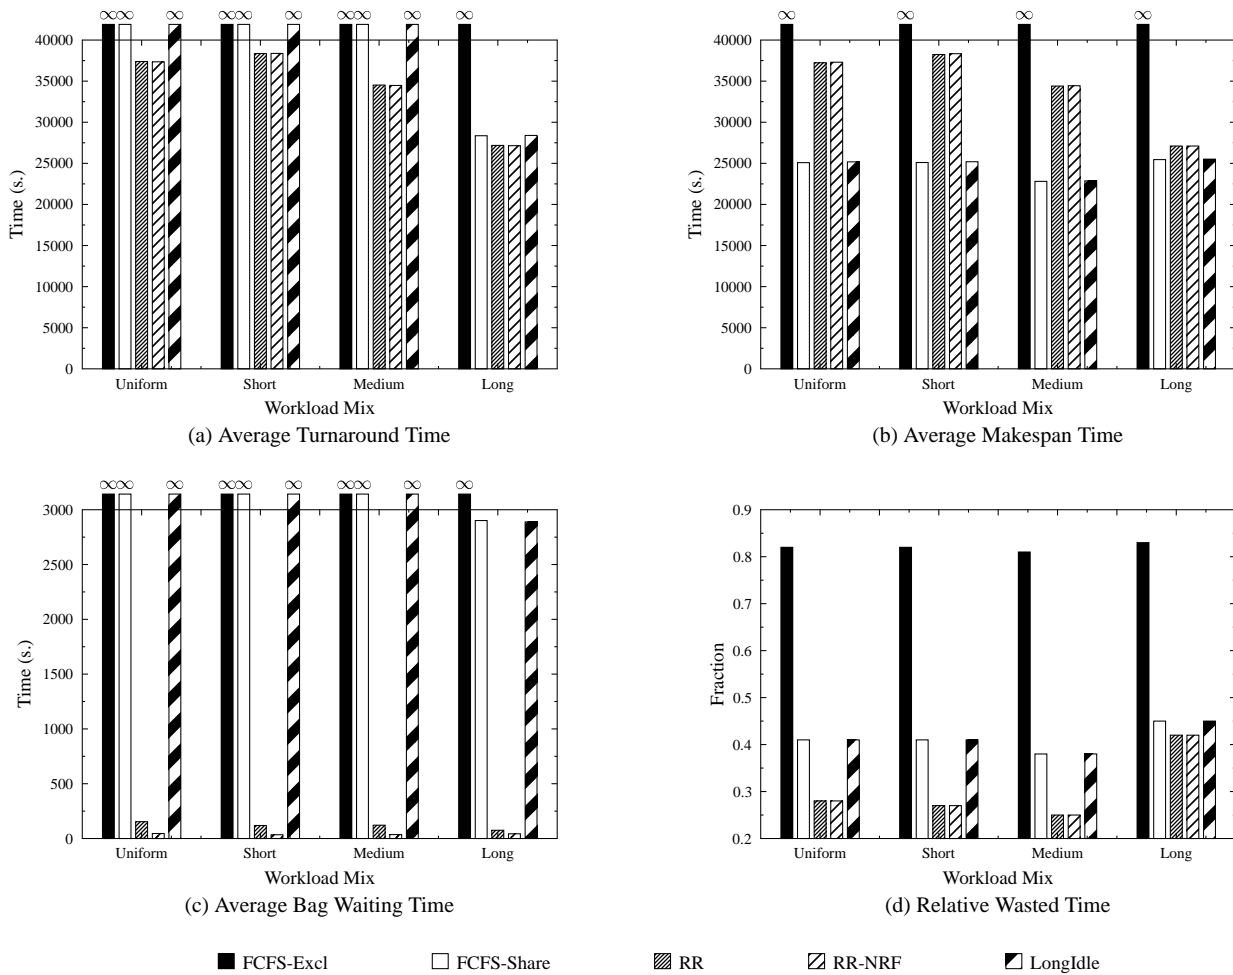 ∞∞ ∞ ∞∞ ∞ ∞∞ ∞ ∞
40000
35000
30000
25000
20000
15000
10000
5000
0
Time (s.)
Uniform Short Medium Long
Workload Mix
(a) Average Turnaround Time
∞ ∞ ∞ ∞
40000
35000
30000
25000
20000
15000
10000
5000
0
Time (s.)
Uniform Short Medium Long
Workload Mix
(b) Average Makespan Time
∞∞ ∞ ∞∞ ∞ ∞∞ ∞ ∞
3000
2500
2000
1500
1000
500
0
Time (s.)
Uniform Short Medium Long
Workload Mix
(c) Average Bag Waiting Time
0.9
0.8
0.7
0.6
0.5
0.4
0.3
0.2
Fraction
Uniform Short Medium Long
Workload Mix
(d) Relative Wasted Time
FCFS-Excl FCFS-Share RR RR-NRF LongIdle